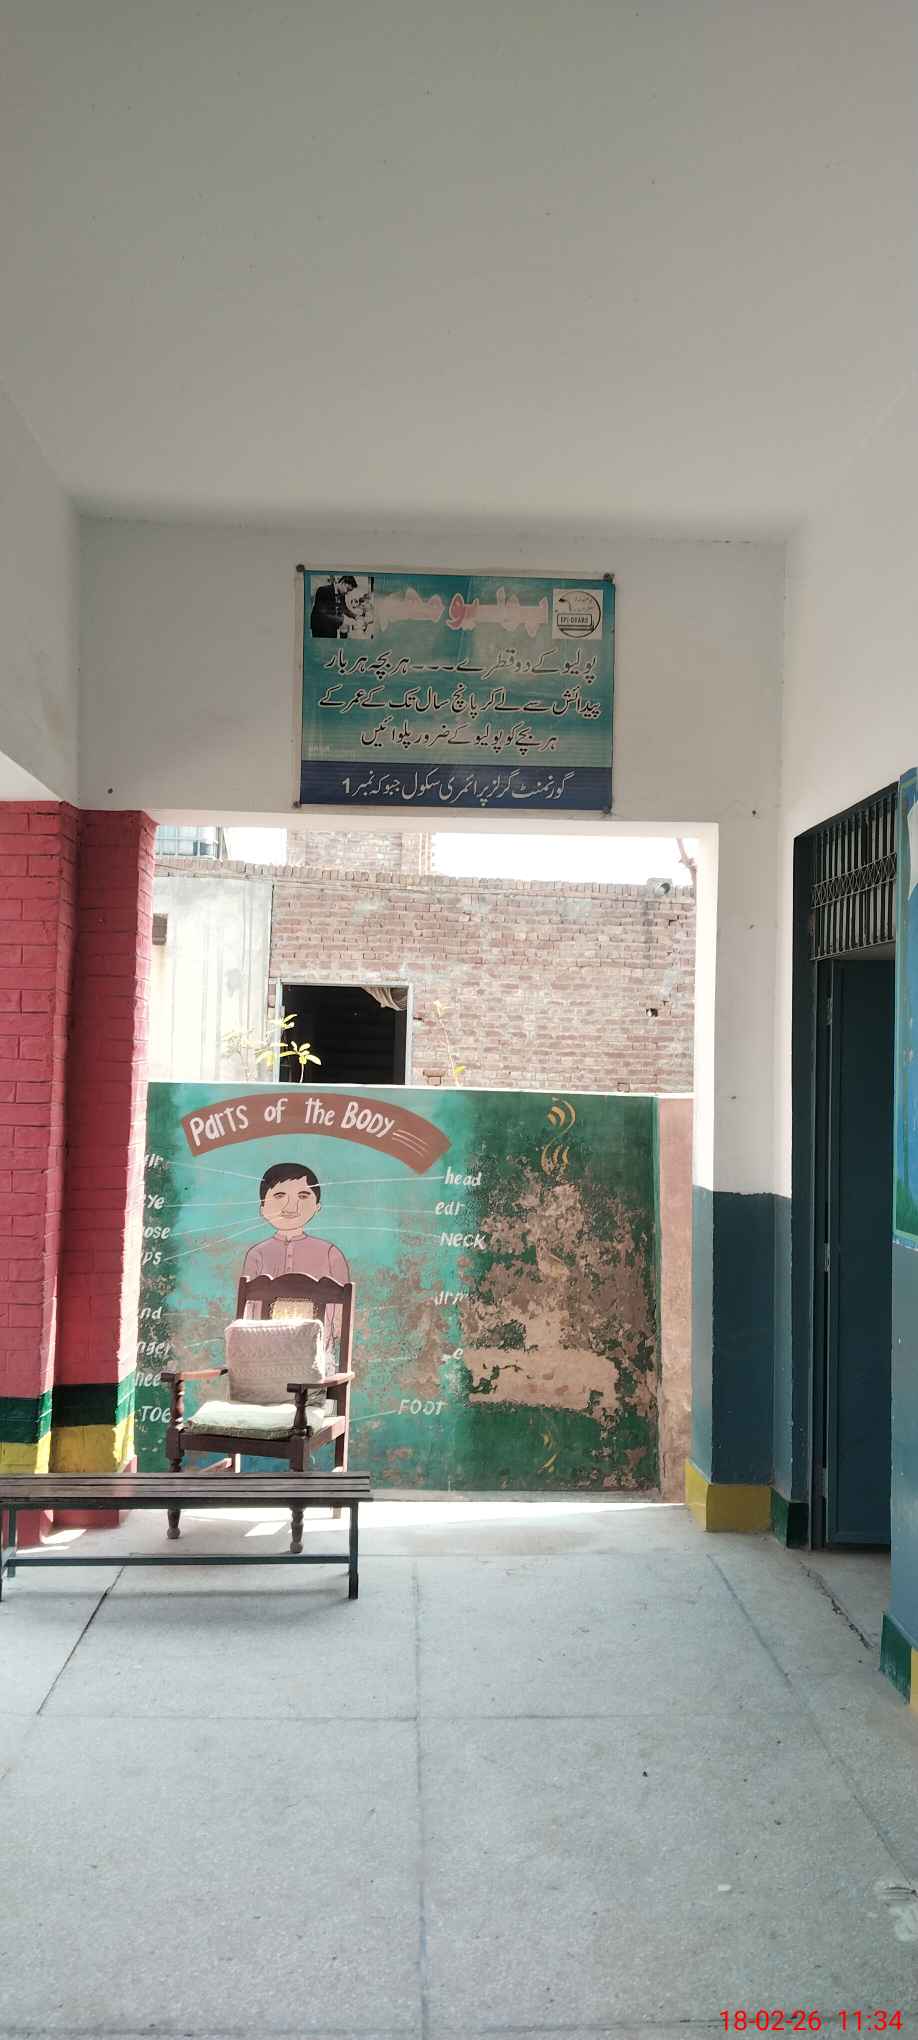 پولیو مہم
EPI-OKARA
پولیو کے دو قطرے ۔۔۔ ہر بچہ ہر بار
پیدائش سے لے کر پانچ سال تک کے عمر کے
ہر بچے کو پولیو کے ضرور پلوائیں
گورنمنٹ گرلز پرائمری سکول جبوکہ نمبر 1
Parts of the BODY
head
ear
NECK
FOOT
TOE
18-02-26 11:34